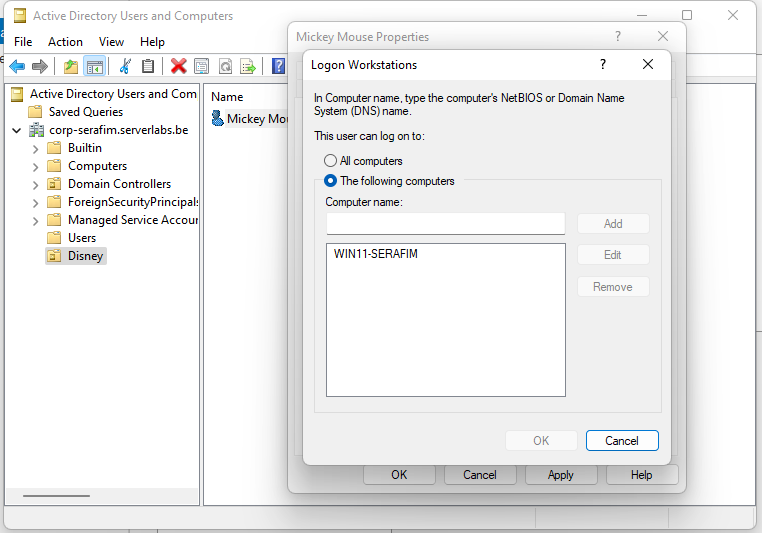 Active Directory Users and Computers
File Action View Help
Active Directory Users and Com
Saved Queries
corp-serafim.serverlabs.be
Builtin
Computers
Domain Controllers
ForeignSecurityPrincipals
Managed Service Accour
Users
Disney
Name
Mickey Mou
Mickey Mouse Properties
?
Logon Workstations
?
In Computer name, type the computer's NetBIOS or Domain Name
System (DNS) name.
This user can log on to:
All computers
The following computers
Computer name:
Add
WIN11-SERAFIM
Edit
Remove
OK Cancel
OK Cancel Apply Help